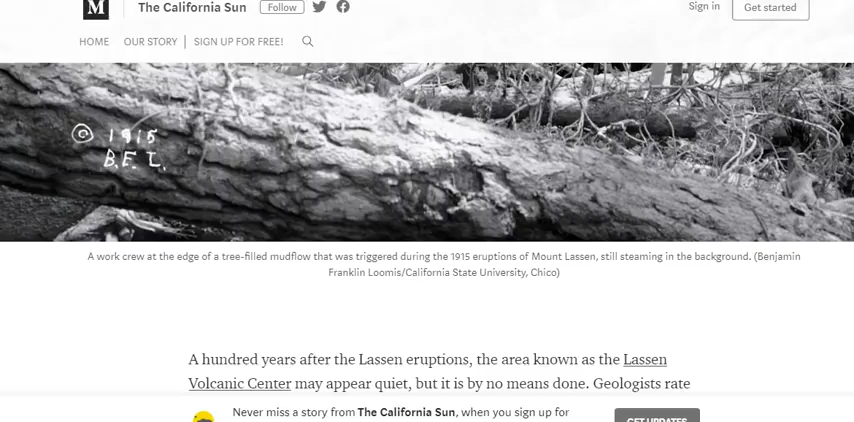 M
The California Sun
Follow
Sign in
Get started
HOME
OUR STORY
SIGN UP FOR FREE!
© 1915
B.F.L.
A work crew at the edge of a tree-filled mudflow that was triggered during the 1915 eruptions of Mount Lassen, still steaming in the background. (Benjamin
Franklin Loomis/California State University, Chico)
A hundred years after the Lassen eruptions, the area known as the Lassen
Volcanic Center may appear quiet, but it is by no means done. Geologists rate
Never miss a story from The California Sun, when you sign up for
GET UPDATES